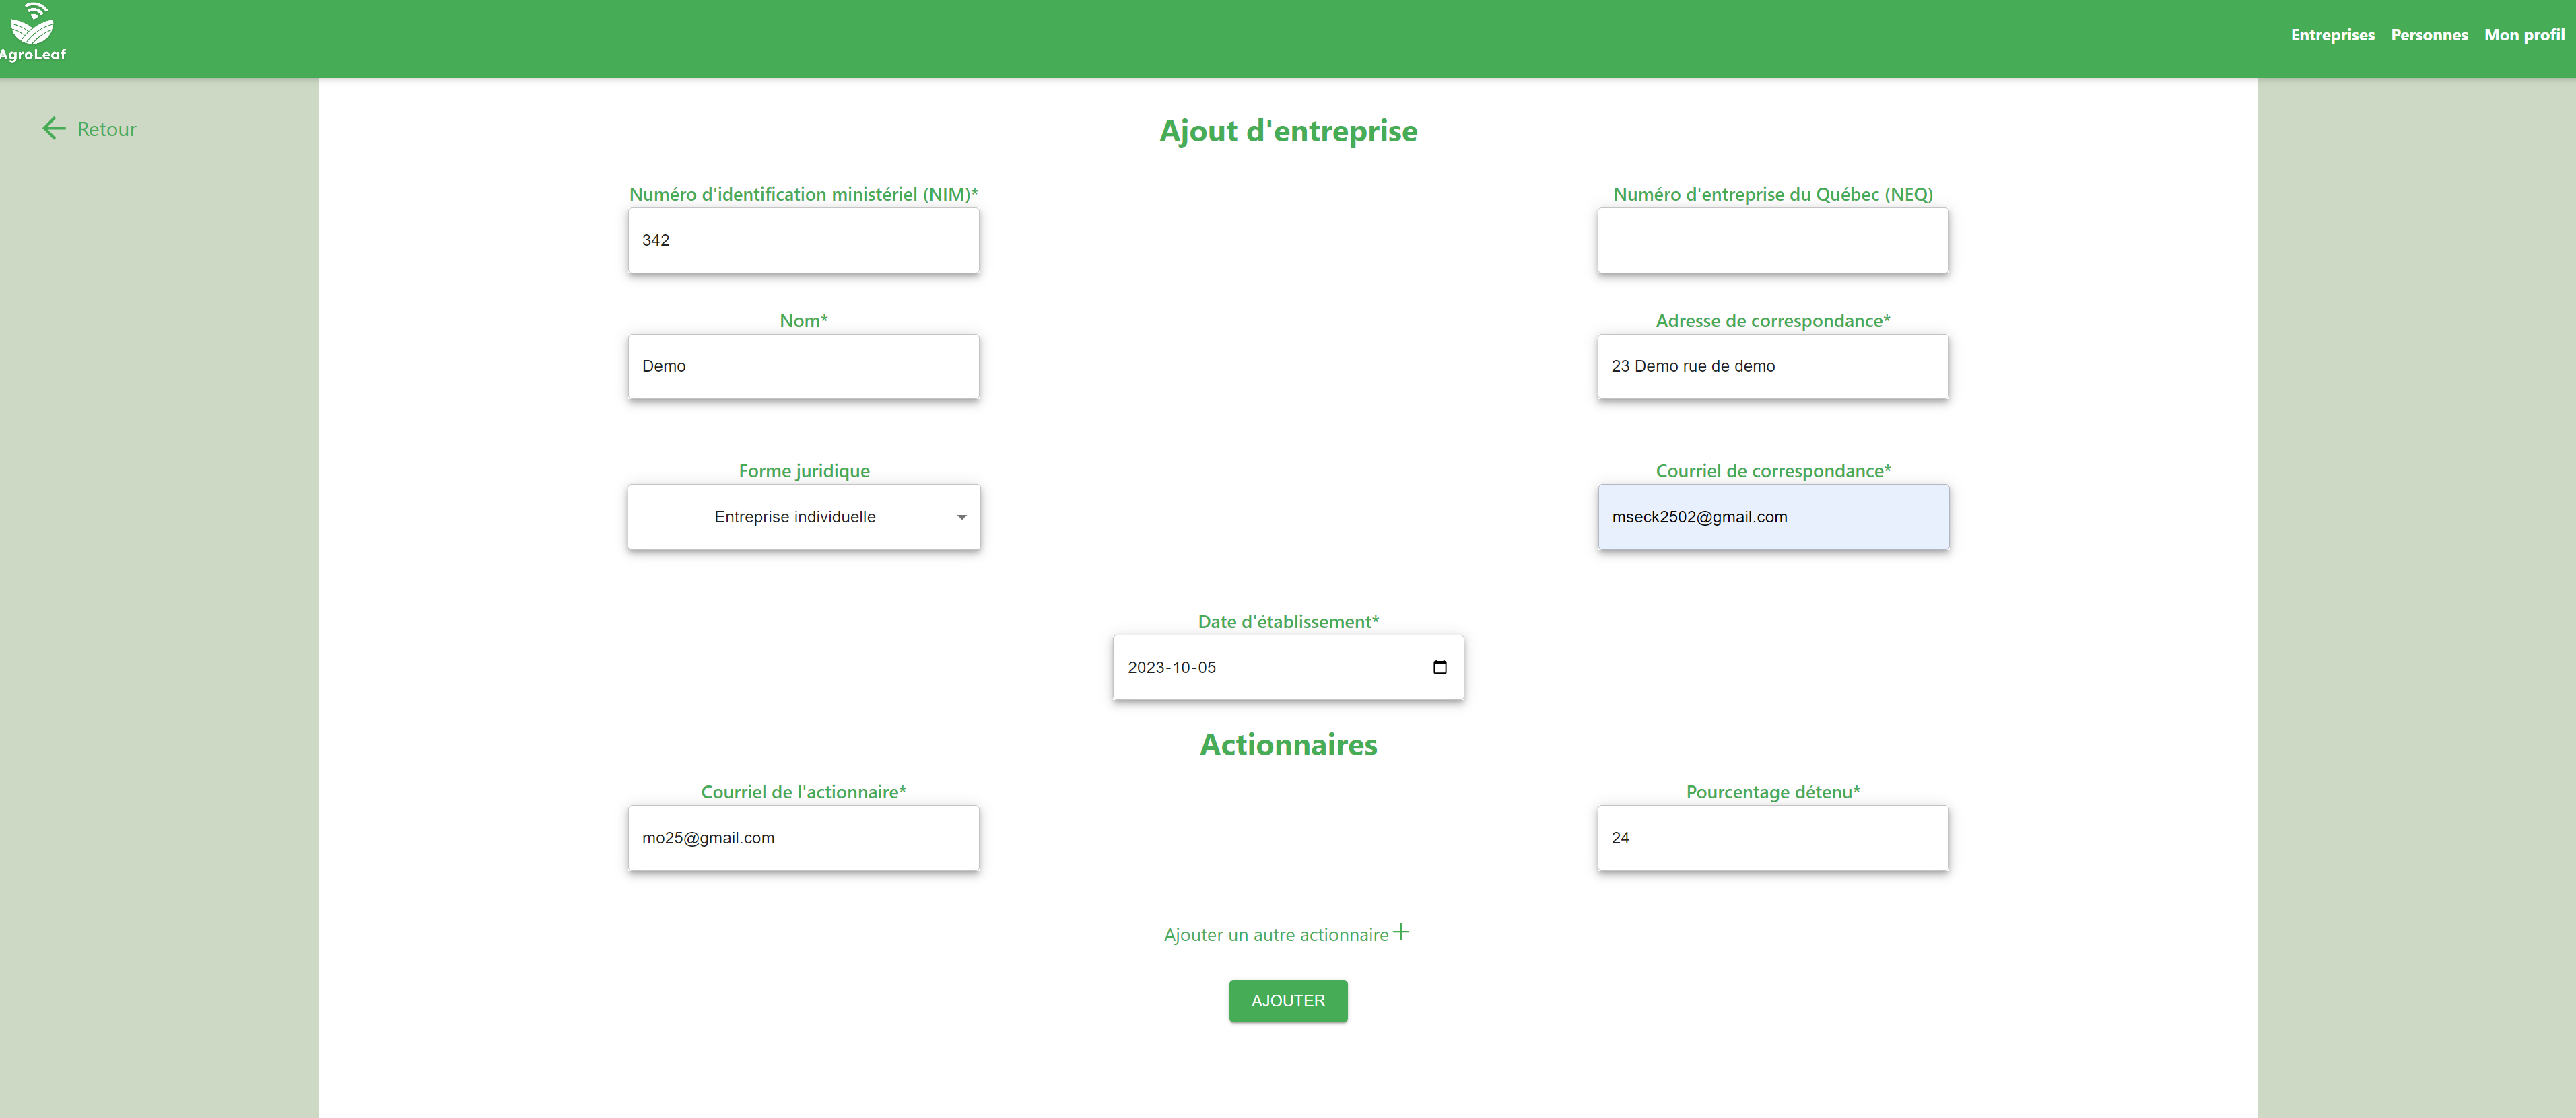 AgroLeaf
Entreprises Personnes Mon profil
Retour
Ajout d'entreprise
Numéro d'identification ministériel (NIM)*
342
Numéro d'entreprise du Québec (NEQ)
Nom*
Demo
Adresse de correspondance*
23 Demo rue de demo
Forme juridique
Entreprise individuelle
Courriel de correspondance*
mseck2502@gmail.com
Date d'établissement*
2023-10-05
Actionnaires
Courriel de l'actionnaire*
mo25@gmail.com
Pourcentage détenu*
24
Ajouter un autre actionnaire
AJOUTER